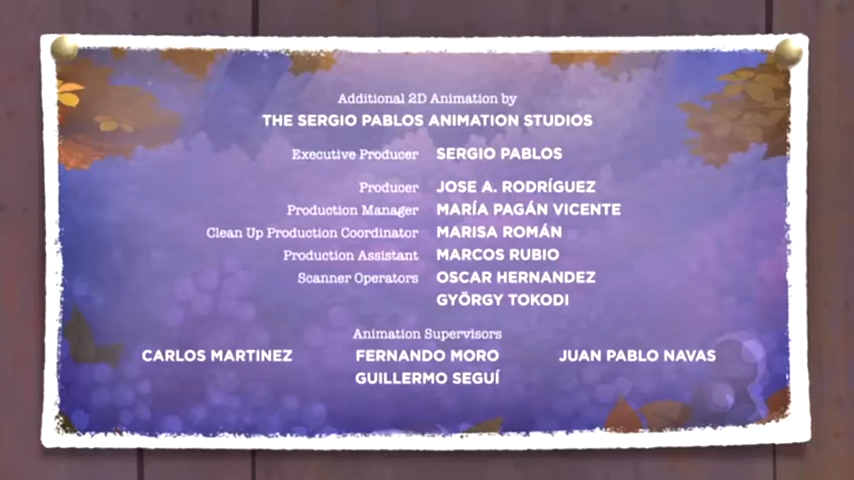 Additional 2D Animation by
THE SERGIO PABLOS ANIMATION STUDIOS
Executive Producer SERGIO PABLOS
Producer JOSE A. RODRÍGUEZ
Production Manager MARÍA PAGÁN VICENTE
Clean Up Production Coordinator MARISA ROMÁN
Production Assistant MARCOS RUBIO
Scanner Operators OSCAR HERNANDEZ
GYÖRGY TOKODI
Animation Supervisors
CARLOS MARTINEZ FERNANDO MORO JUAN PABLO NAVAS
GUILLERMO SEGUÍ